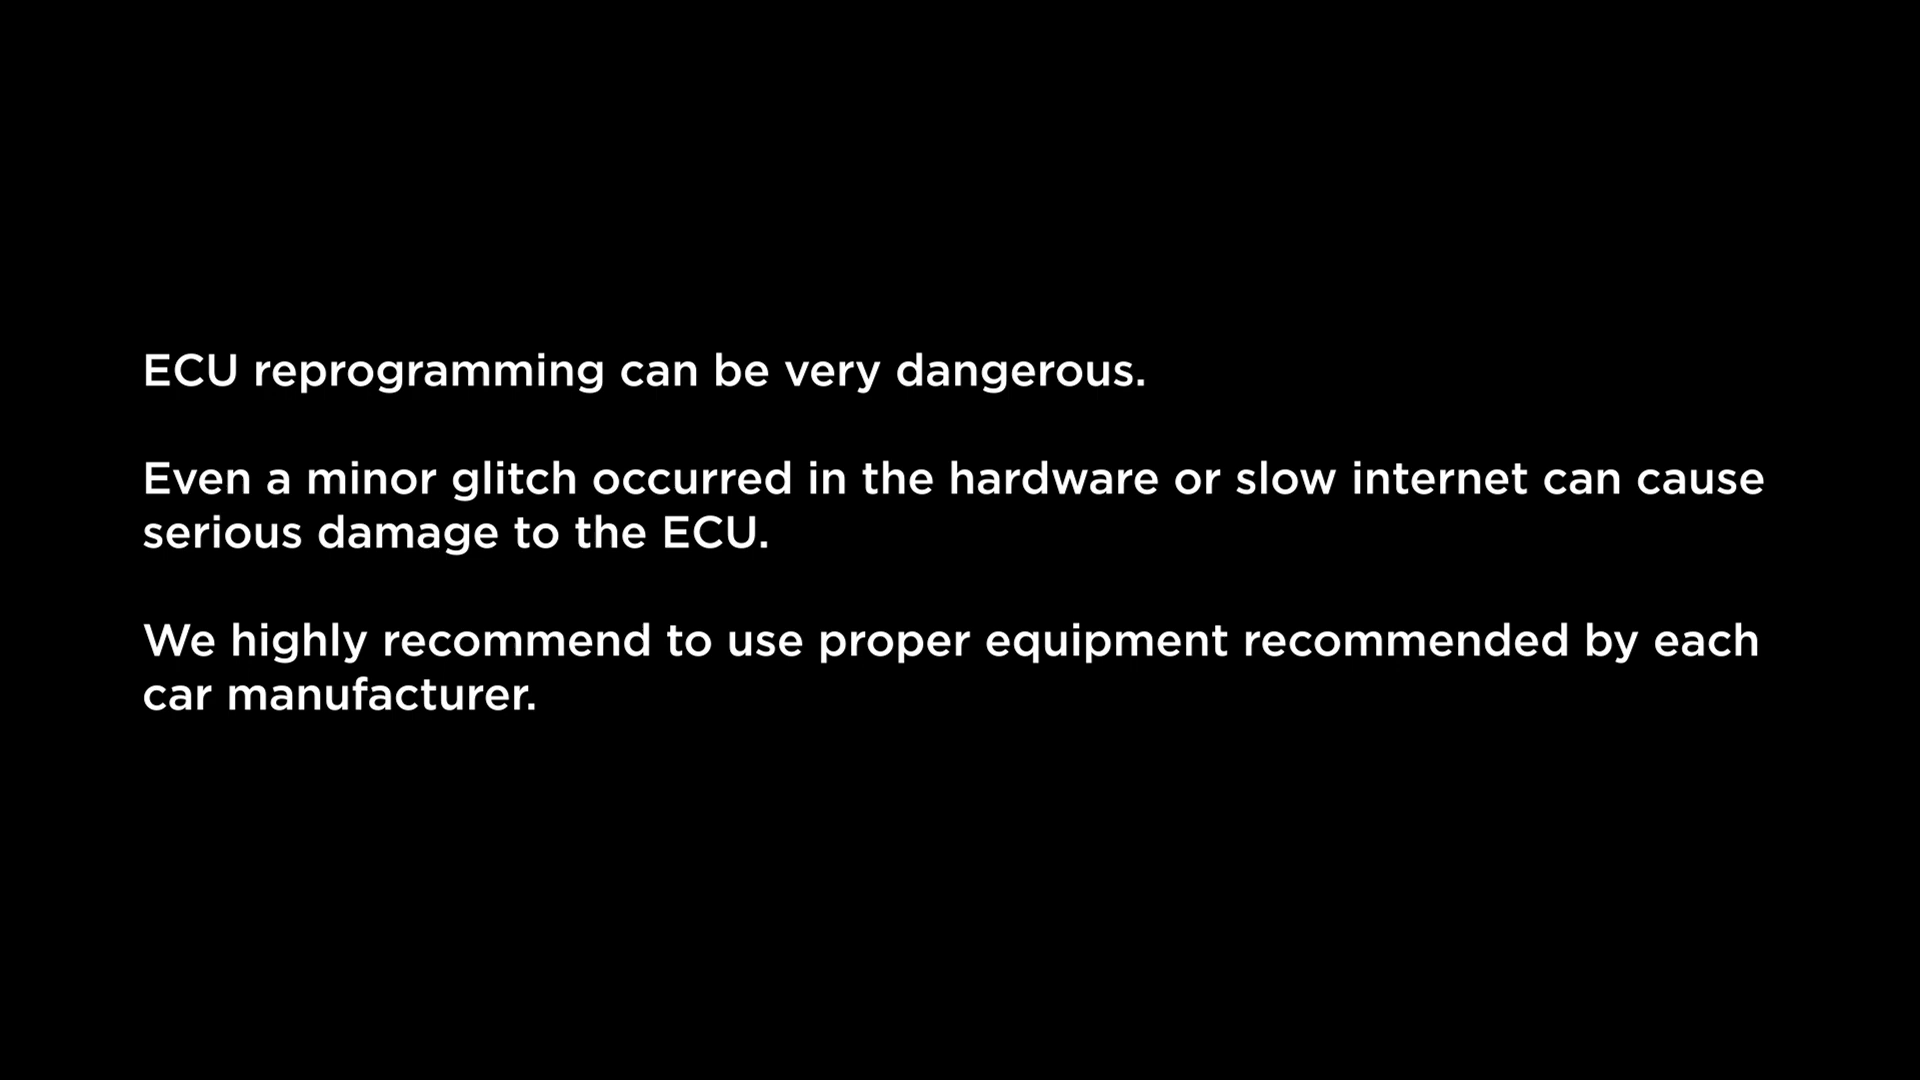 ECU reprogramming can be very dangerous.
Even a minor glitch occurred in the hardware or slow internet can cause
serious damage to the ECU.
We highly recommend to use proper equipment recommended by each
car manufacturer.